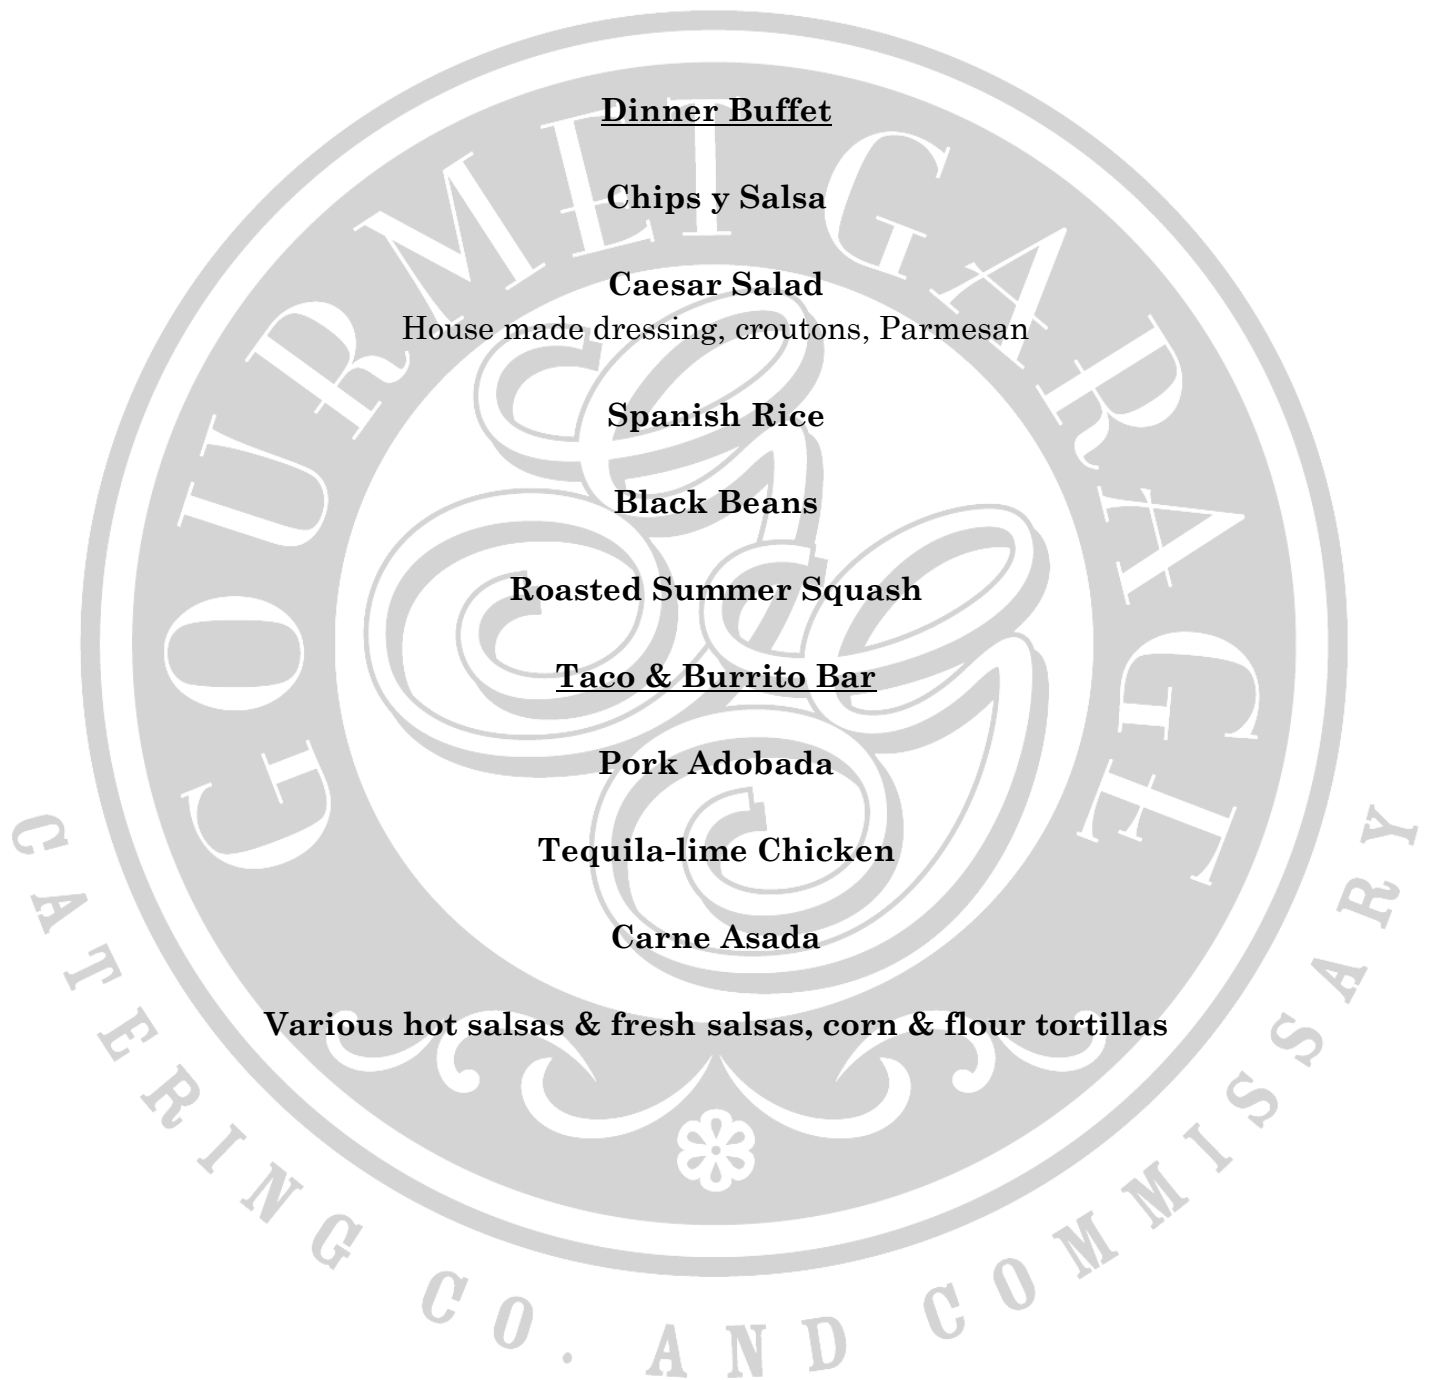 GOURMET GARAGE
Dinner Buffet
Chips y Salsa
Caesar Salad
House made dressing, croutons, Parmesan
Spanish Rice
Black Beans
Roasted Summer Squash
Taco & Burrito Bar
Pork Adobada
Tequila-lime Chicken
Carne Asada
Various hot salsas & fresh salsas, corn & flour tortillas
CATERING CO. AND COMMISSARY